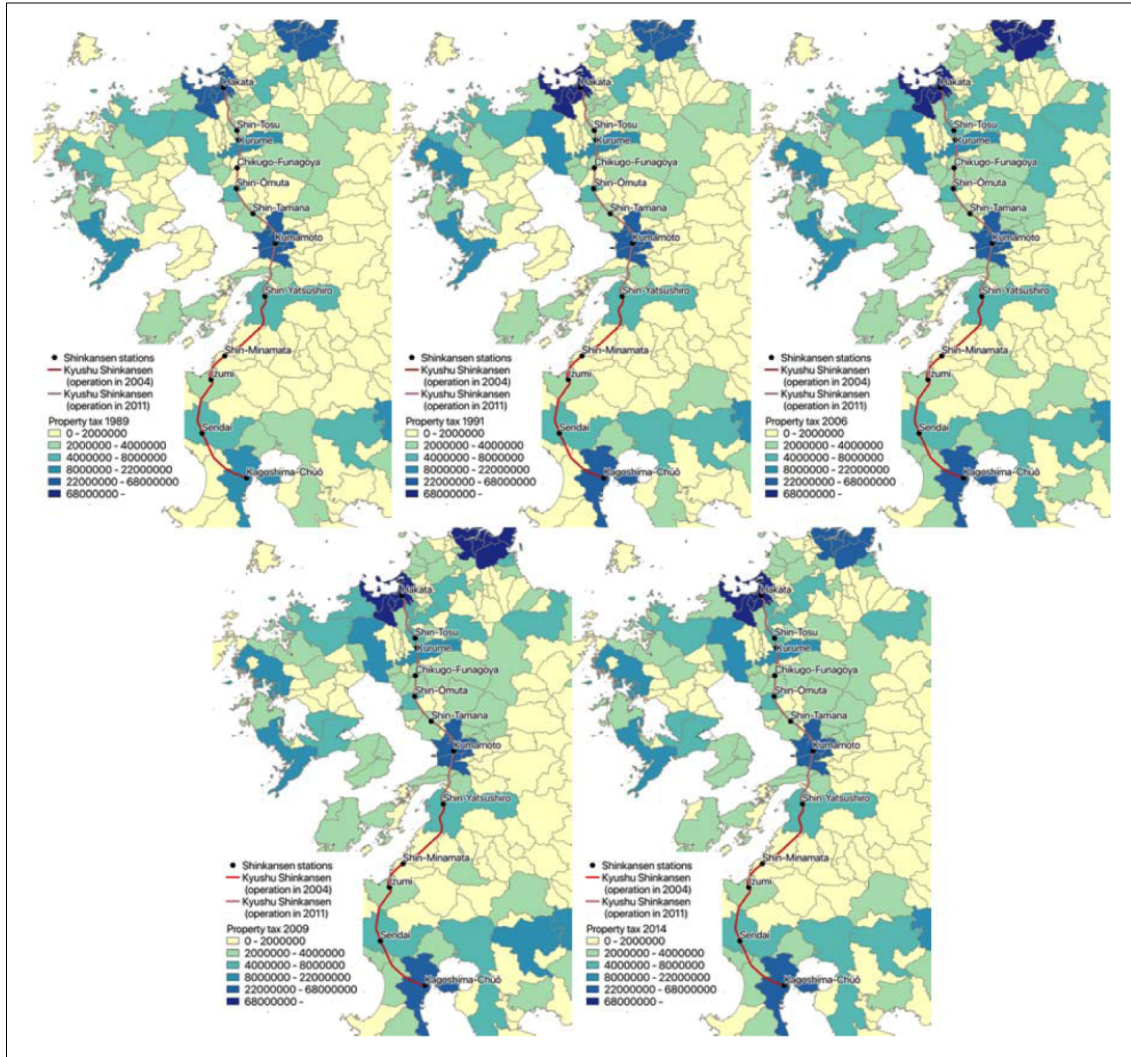 Hakata
Shin-Tosu
Kurume
Chikugo-Funagoya
Shin-Ōmuta
Shin-Tamana
Kumamoto
Shin-Yatsushiro
Shin-Minamata
Izumi
Sendai
Kagoshima-Chūō
Shinkansen stations
Kyushu Shinkansen
(operation in 2004)
Kyushu Shinkansen
(operation in 2011)
Property tax 1989
0 - 2000000
2000000 - 4000000
4000000 - 8000000
8000000 - 22000000
22000000 - 68000000
68000000 -
Hakata
Shin-Tosu
Kurume
Chikugo-Funagoya
Shin-Ōmuta
Shin-Tamana
Kumamoto
Shin-Yatsushiro
Shin-Minamata
Izumi
Sendai
Kagoshima-Chūō
Shinkansen stations
Kyushu Shinkansen
(operation in 2004)
Kyushu Shinkansen
(operation in 2011)
Property tax 1991
0 - 2000000
2000000 - 4000000
4000000 - 8000000
8000000 - 22000000
22000000 - 68000000
68000000 -
Hakata
Shin-Tosu
Kurume
Chikugo-Funagoya
Shin-Ōmuta
Shin-Tamana
Kumamoto
Shin-Yatsushiro
Shin-Minamata
Izumi
Sendai
Kagoshima-Chūō
Shinkansen stations
Kyushu Shinkansen
(operation in 2004)
Kyushu Shinkansen
(operation in 2011)
Property tax 2006
0 - 2000000
2000000 - 4000000
4000000 - 8000000
8000000 - 22000000
22000000 - 68000000
68000000 -
Hakata
Shin-Tosu
Kurume
Chikugo-Funagoya
Shin-Ōmuta
Shin-Tamana
Kumamoto
Shin-Yatsushiro
Shin-Minamata
Izumi
Sendai
Kagoshima-Chūō
Shinkansen stations
Kyushu Shinkansen
(operation in 2004)
Kyushu Shinkansen
(operation in 2011)
Property tax 2009
0 - 2000000
2000000 - 4000000
4000000 - 8000000
8000000 - 22000000
22000000 - 68000000
68000000 -
Hakata
Shin-Tosu
Kurume
Chikugo-Funagoya
Shin-Ōmuta
Shin-Tamana
Kumamoto
Shin-Yatsushiro
Shin-Minamata
Izumi
Sendai
Kagoshima-Chūō
Shinkansen stations
Kyushu Shinkansen
(operation in 2004)
Kyushu Shinkansen
(operation in 2011)
Property tax 2014
0 - 2000000
2000000 - 4000000
4000000 - 8000000
8000000 - 22000000
22000000 - 68000000
68000000 -